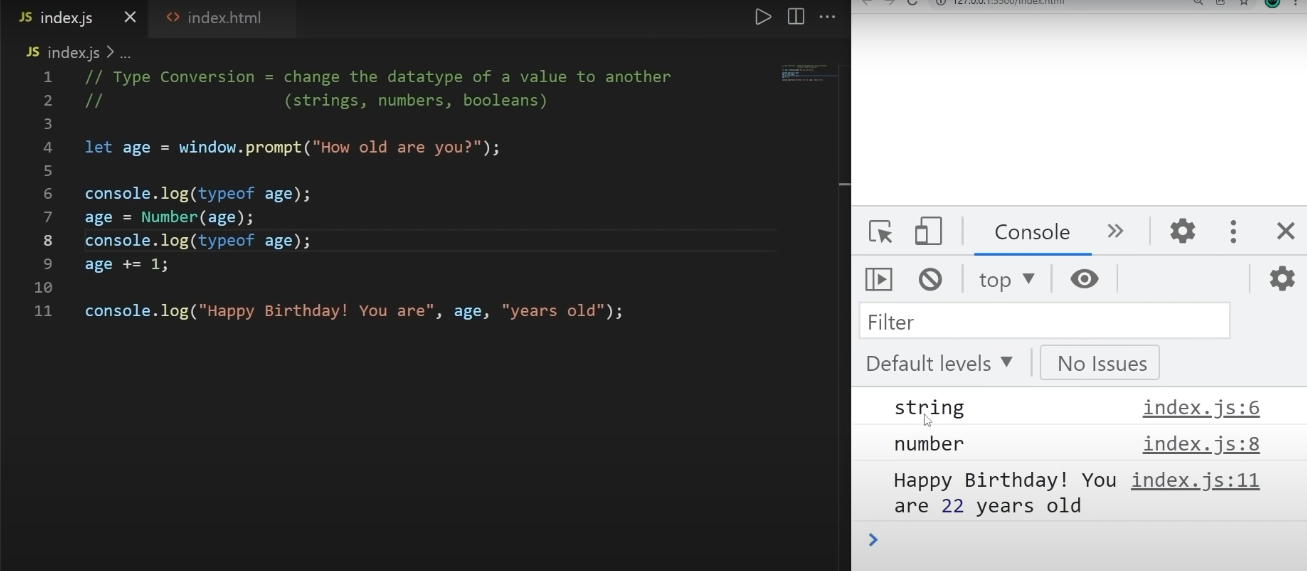 JS index.js
<> index.html
JS index.js > ...
1 // Type Conversion = change the datatype of a value to another
2 //                   (strings, numbers, booleans)
3
4 let age = window.prompt("How old are you?");
5
6 console.log(typeof age);
7 age = Number(age);
8 console.log(typeof age);
9 age += 1;
10
11 console.log("Happy Birthday! You are", age, "years old");
127.0.0.1:5500/index.html
Console
top
Filter
Default levels
No Issues
string index.js:6
number index.js:8
Happy Birthday! You index.js:11
are 22 years old